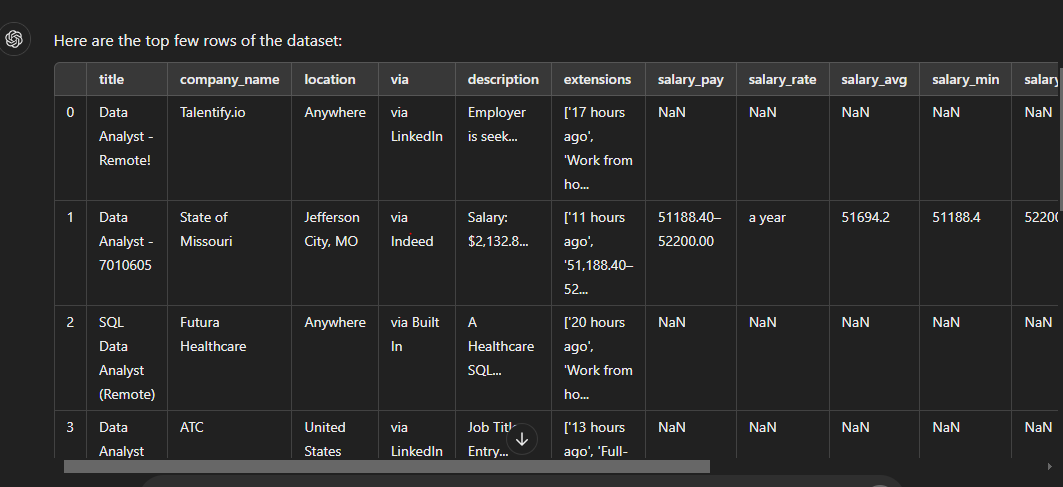 Here are the top few rows of the dataset:
title company_name location via description extensions salary_pay salary_rate salary_avg salary_min salary
0 Data Talentify.io Anywhere via Employer ['17 hours NaN NaN NaN NaN NaN
Analyst - LinkedIn is seek... ago',
Remote! 'Work from
ho...
1 Data State of Jefferson via Salary: ['11 hours 51188.40– a year 51694.2 51188.4 52200
Analyst - Missouri City, MO Indeed $2,132.8... ago', 52200.00
7010605 '51,188.40–
52...
2 SQL Futura Anywhere via Built A ['20 hours NaN NaN NaN NaN NaN
Data Healthcare In Healthcare ago',
Analyst SQL... 'Work from
(Remote) ho...
3 Data ATC United via Job Title ['13 hours NaN NaN NaN NaN NaN
Analyst States LinkedIn Entry... ago', 'Full-